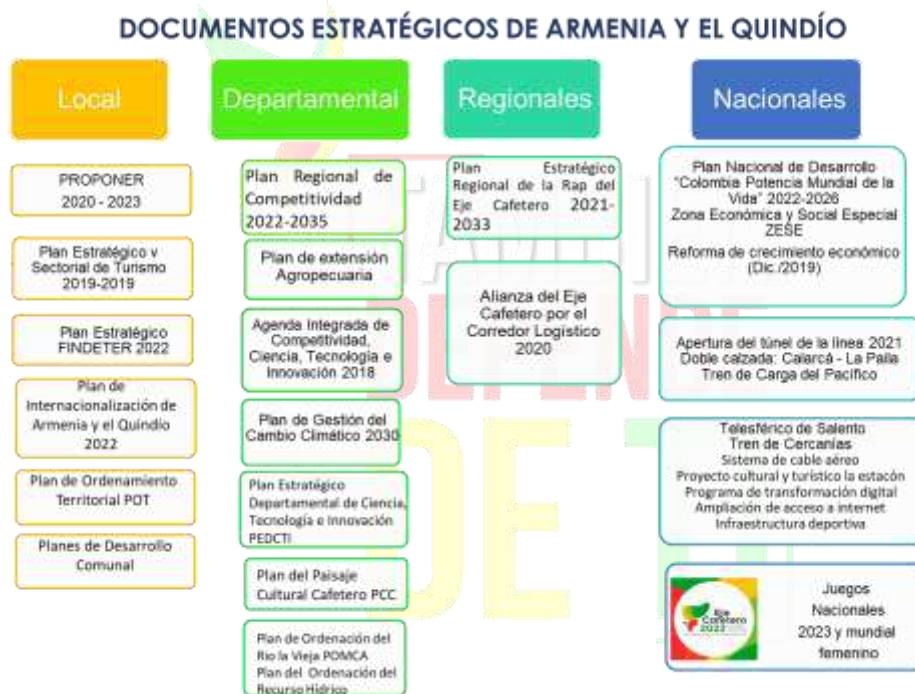 DOCUMENTOS ESTRATÉGICOS DE ARMENIA Y EL QUINDÍO
Local
PROPONER
2020 - 2023
Plan Estratégico v
Sectorial de Turismo
2019-2019
Plan Estratégico
FINDETER 2022
Plan de
Internacionalización de
Armenia y el Quindío
2022
Plan de Ordenamiento
Territorial POT
Planes de Desarrollo
Comunal
Departamental
Plan Regional de
Competitividad
2022-2035
Plan de extensión
Agropecuaria
Agenda Integrada de
Competitividad,
Ciencia, Tecnología e
Innovación 2018
Plan de Gestión del
Cambio Climático 2030
Plan Estratégico
Departamental de Ciencia,
Tecnología e Innovación
PEDCTI
Plan del Paisaje
Cultural Cafetero PCC
Plan de Ordenación del
Rio la Vieja POMCA
Plan del Ordenación del
Recurso Hídrico
Regionales
Plan Estratégico
Regional de la Rap del
Eje Cafetero 2021-
2033
Alianza del Eje
Cafetero por el
Corredor Logístico
2020
Nacionales
Plan Nacional de Desarrollo
"Colombia Potencia Mundial de la
Vida" 2022-2026
Zona Económica y Social Especial
ZESE
Reforma de crecimiento económico
(Dic./2019)
Apertura del túnel de la línea 2021
Doble calzada: Calarcá - La Paila
Tren de Carga del Pacífico
Telesférico de Salento
Tren de Cercanías
Sistema de cable aéreo
Proyecto cultural y turístico la estacón
Programa de transformación digital
Ampliación de acceso a internet
Infraestructura deportiva
Eje
Cafetero
Juegos
Nacionales
2023 y mundial
femenino
DE T